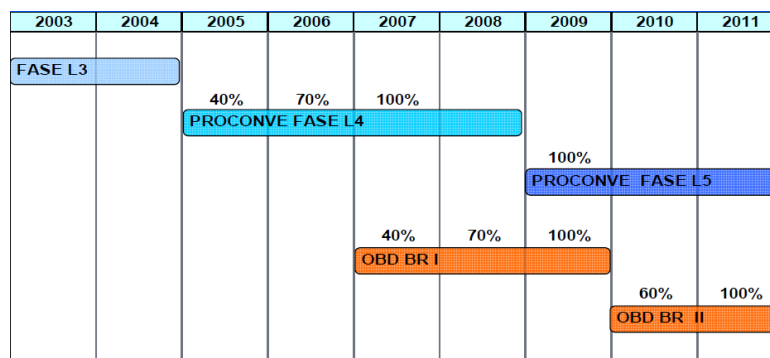 2003 2004 2005 2006 2007 2008 2009 2010 2011
FASE L3
40% 70% 100%
PROCONVE FASE L4
100%
PROCONVE FASE L5
40% 70% 100%
OBD BR I
60% 100%
OBD BR II